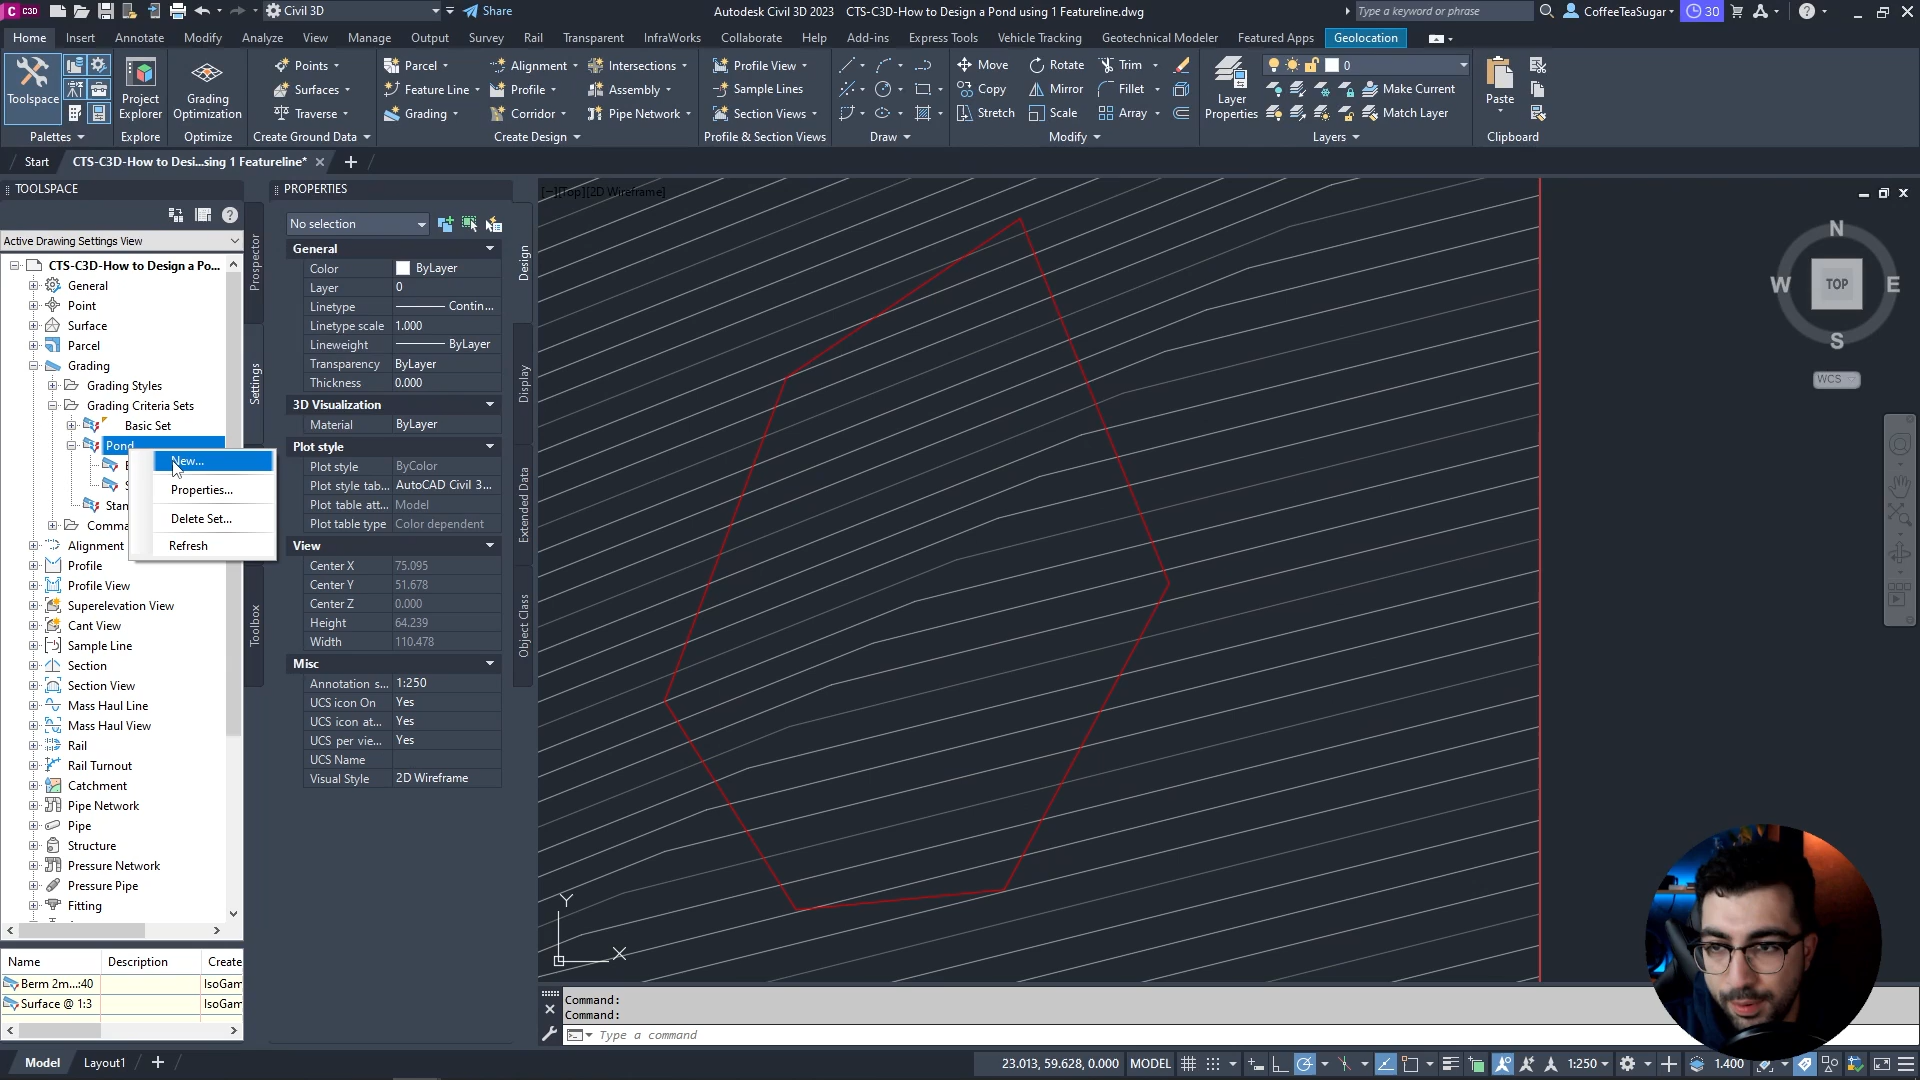 C3D
Civil 3D
Share
Autodesk Civil 3D 2023 CTS-C3D-How to Design a Pond using 1 Featureline.dwg
Type a keyword or phrase
CoffeeTeaSugar
30
Home Insert Annotate Modify Analyze View Manage Output Survey Rail Transparent InfraWorks Collaborate Help Add-ins Express Tools Vehicle Tracking Geotechnical Modeler Featured Apps Geolocation
Toolspace
Project Explorer
Grading Optimization
Points
Surfaces
Traverse
Parcel
Feature Line
Grading
Alignment
Profile
Corridor
Intersections
Assembly
Pipe Network
Profile View
Sample Lines
Section Views
Move Rotate Trim
Copy Mirror Fillet
Stretch Scale Array
Layer Properties
0
Make Current
Match Layer
Paste
Palettes Explore Optimize Create Ground Data Create Design Profile & Section Views Draw Modify Layers Clipboard
Start
CTS-C3D-How to Desi...sing 1 Featureline*
TOOLSPACE
Active Drawing Settings View
CTS-C3D-How to Design a Po...
General
Point
Surface
Parcel
Grading
Grading Styles
Grading Criteria Sets
Basic Set
Pond
Stan
Comma
Alignment
Profile
Profile View
Superelevation View
Cant View
Sample Line
Section
Section View
Mass Haul Line
Mass Haul View
Rail
Rail Turnout
Catchment
Pipe Network
Pipe
Structure
Pressure Network
Pressure Pipe
Fitting
New...
Properties...
Delete Set...
Refresh
Prospector
Settings
Toolbox
Name Description Create
Berm 2m...:40 IsoGam
Surface @ 1:3 IsoGam
PROPERTIES
No selection
General
Color ByLayer
Layer 0
Linetype Contin...
Linetype scale 1.000
Lineweight ByLayer
Transparency ByLayer
Thickness 0.000
3D Visualization
Material ByLayer
Plot style
Plot style ByColor
Plot style tab... AutoCAD Civil 3...
Plot table att... Model
Plot table type Color dependent
View
Center X 75.095
Center Y 51.678
Center Z 0.000
Height 64.239
Width 110.478
Misc
Annotation s... 1:250
UCS icon On Yes
UCS icon at... Yes
UCS per vie... Yes
UCS Name
Visual Style 2D Wireframe
Design
Display
Extended Data
Object Class
[−][Top][2D Wireframe]
N
W TOP E
S
WCS
Y
X
Command:
Command:
Type a command
Model Layout1
23.013, 59.628, 0.000 MODEL 1:250 1.400